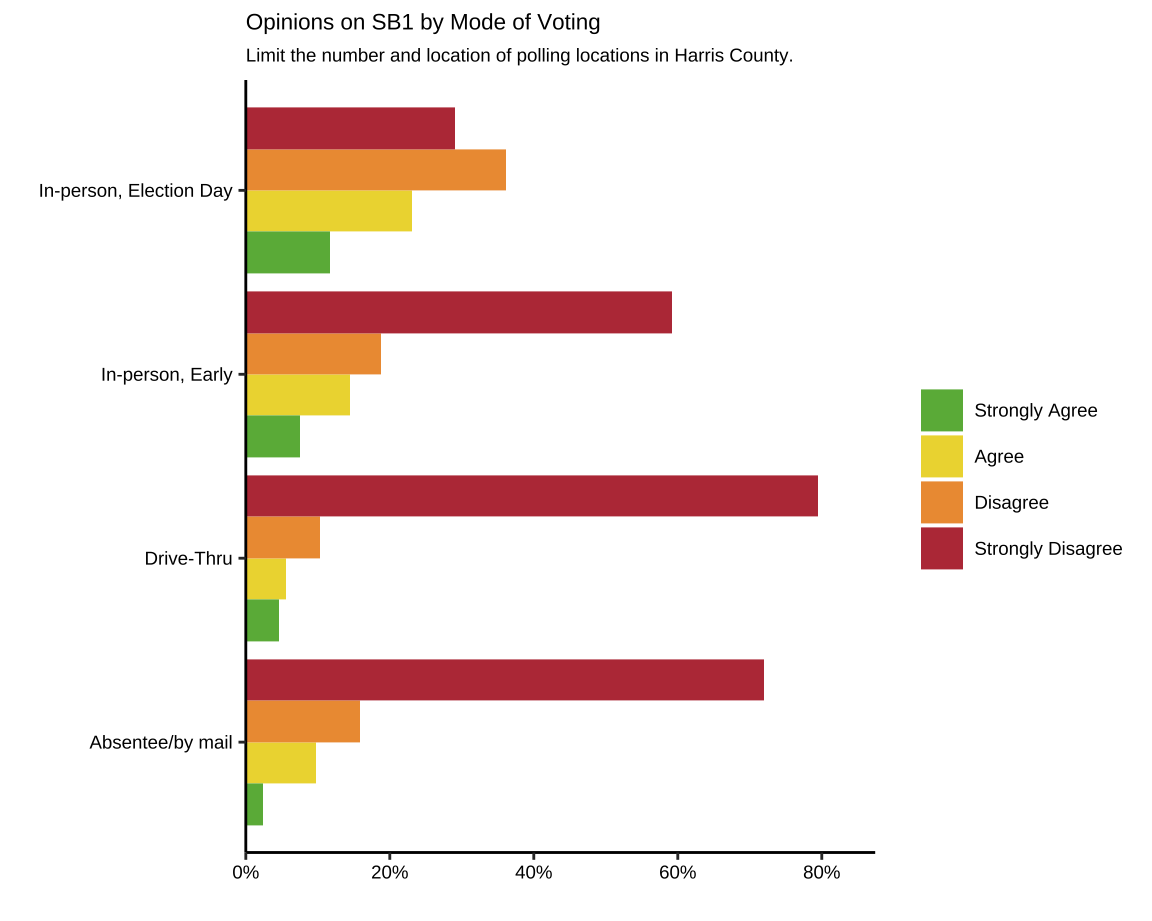 Opinions on SB1 by Mode of Voting
Limit the number and location of polling locations in Harris County.
In-person, Election Day
In-person, Early
Drive-Thru
Absentee/by mail
0%
20%
40%
60%
80%
Strongly Agree
Agree
Disagree
Strongly Disagree